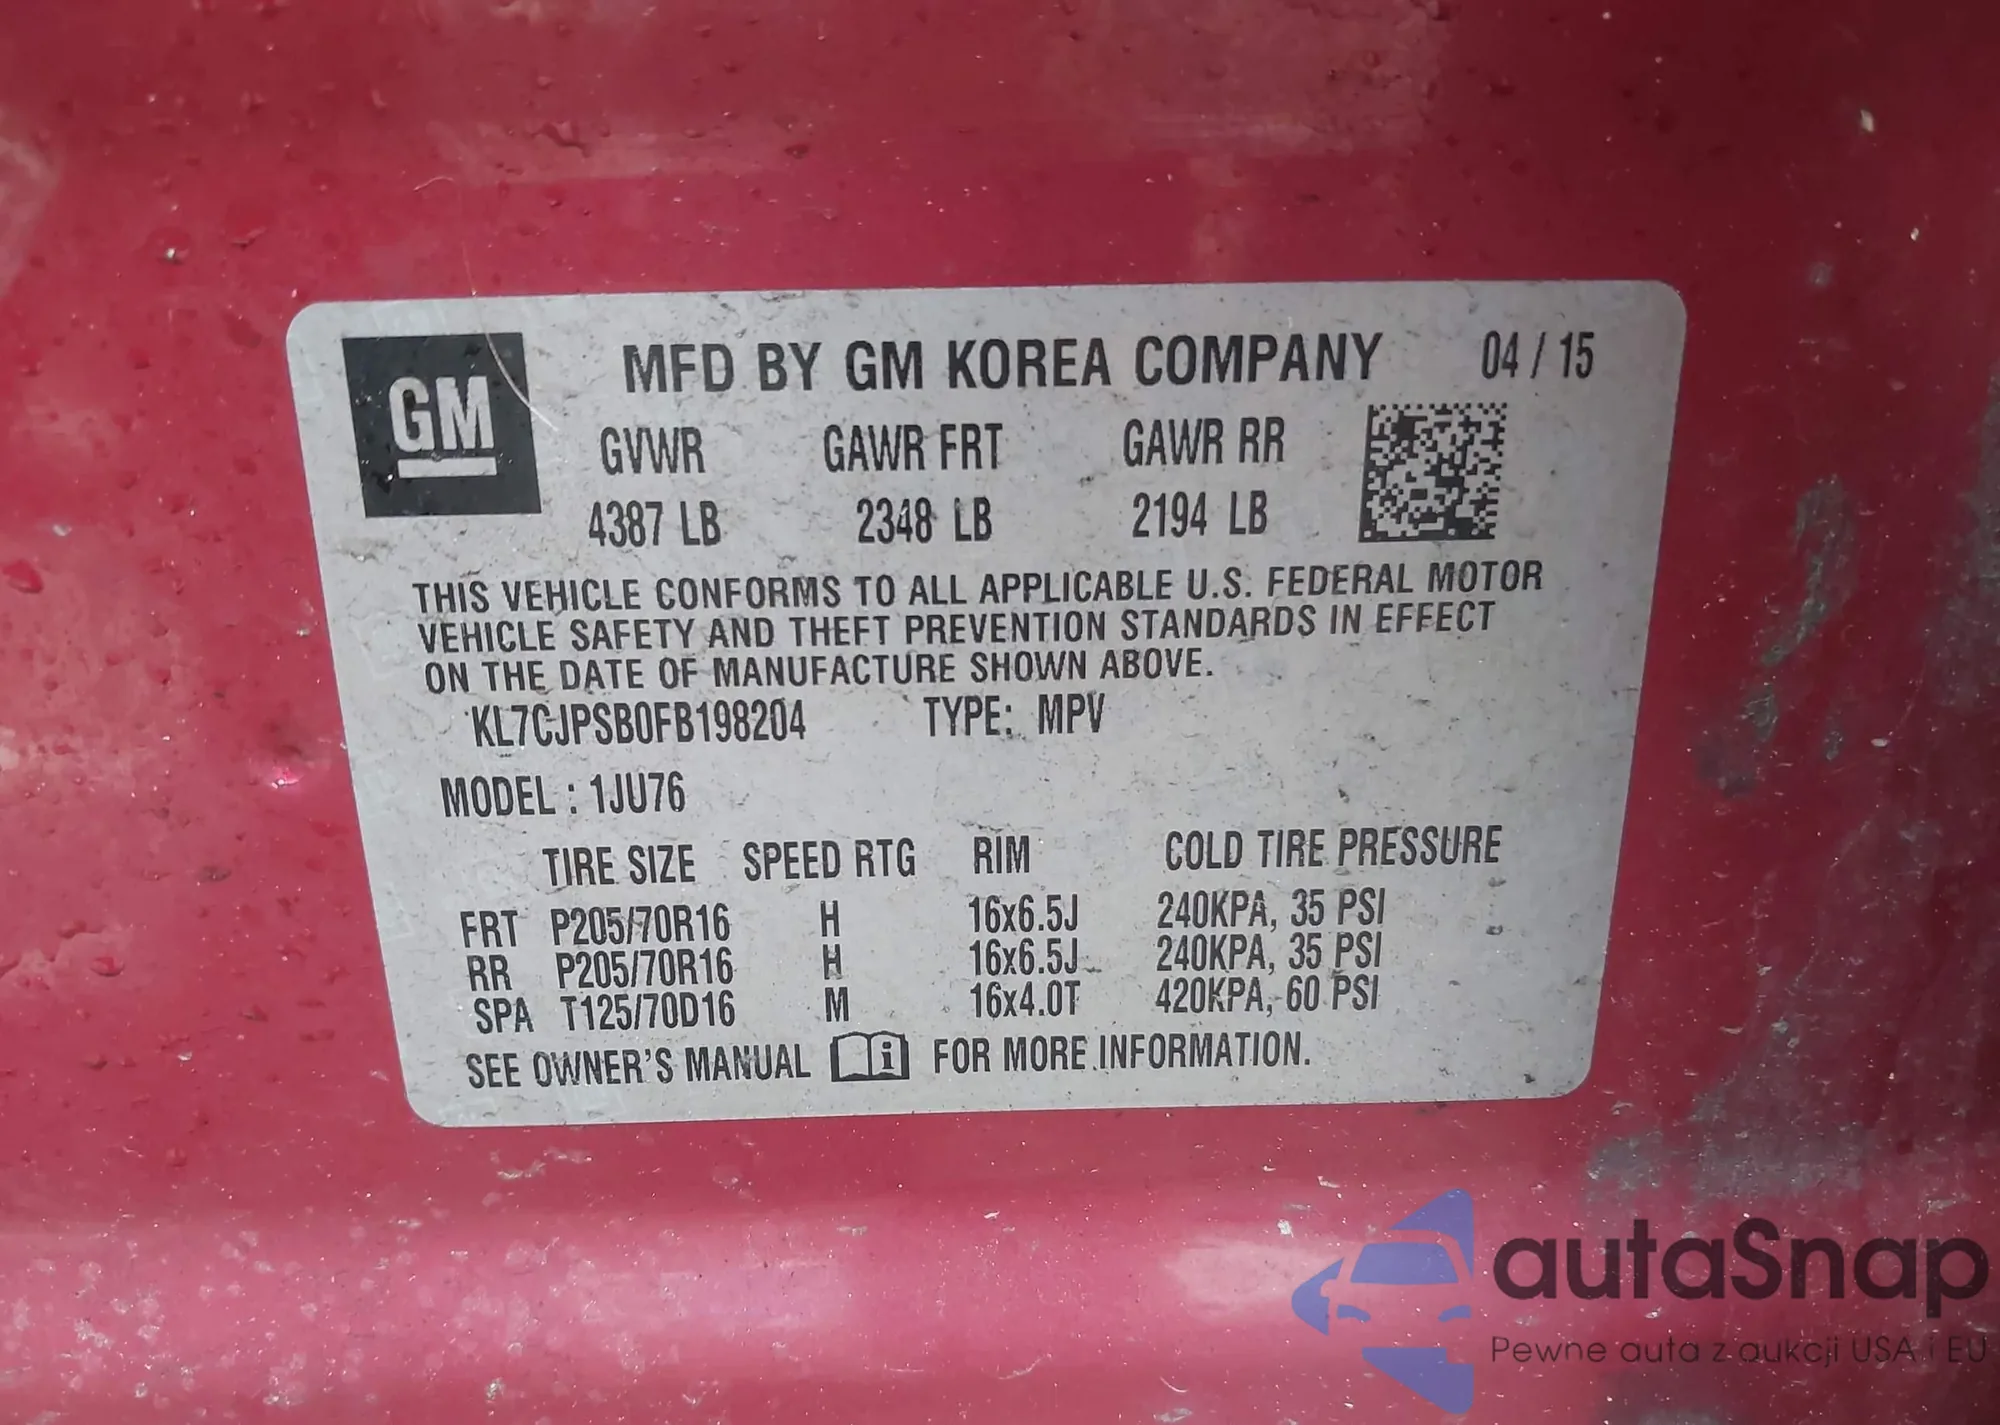 GM
MFD BY GM KOREA COMPANY 04 / 15
GVWR GAWR FRT GAWR RR
4387 LB 2348 LB 2194 LB
THIS VEHICLE CONFORMS TO ALL APPLICABLE U.S. FEDERAL MOTOR
VEHICLE SAFETY AND THEFT PREVENTION STANDARDS IN EFFECT
ON THE DATE OF MANUFACTURE SHOWN ABOVE.
KL7CJPSB0FB198204 TYPE: MPV
MODEL : 1JU76
TIRE SIZE SPEED RTG RIM COLD TIRE PRESSURE
FRT P205/70R16 H 16x6.5J 240KPA, 35 PSI
RR P205/70R16 H 16x6.5J 240KPA, 35 PSI
SPA T125/70D16 M 16x4.0T 420KPA, 60 PSI
SEE OWNER'S MANUAL i FOR MORE INFORMATION.
autaSnap
Pewne auta z aukcji USA i EU